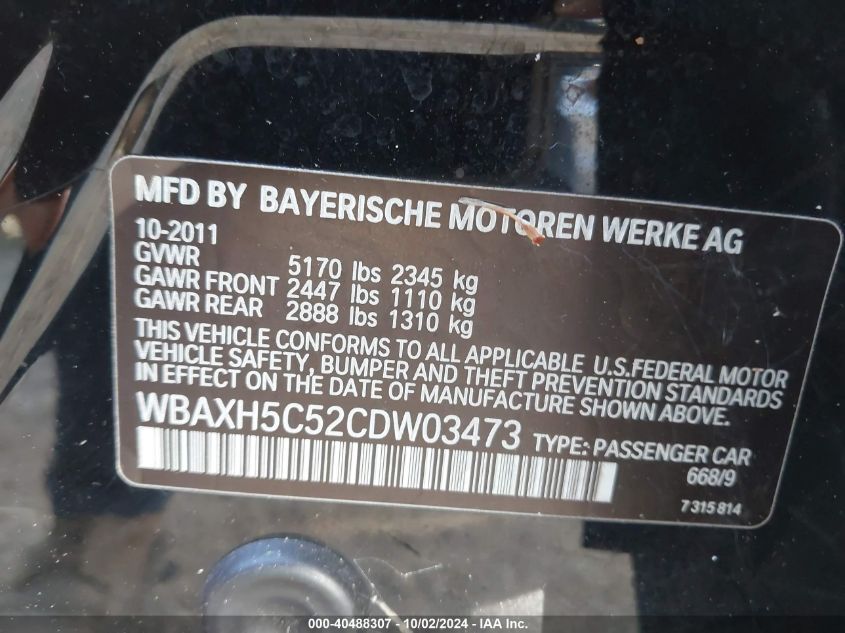 MFD BY BAYERISCHE MOTOREN WERKE AG
10-2011
GVWR 5170 lbs 2345 kg
GAWR FRONT 2447 lbs 1110 kg
GAWR REAR 2888 lbs 1310 kg
THIS VEHICLE CONFORMS TO ALL APPLICABLE U.S.FEDERAL MOTOR
VEHICLE SAFETY, BUMPER AND THEFT PREVENTION STANDARDS
IN EFFECT ON THE DATE OF MANUFACTURE SHOWN ABOVE.
WBAXH5C52CDW03473 TYPE: PASSENGER CAR
668/9
7 315 814
000-40488307 - 10/02/2024 - IAA Inc.